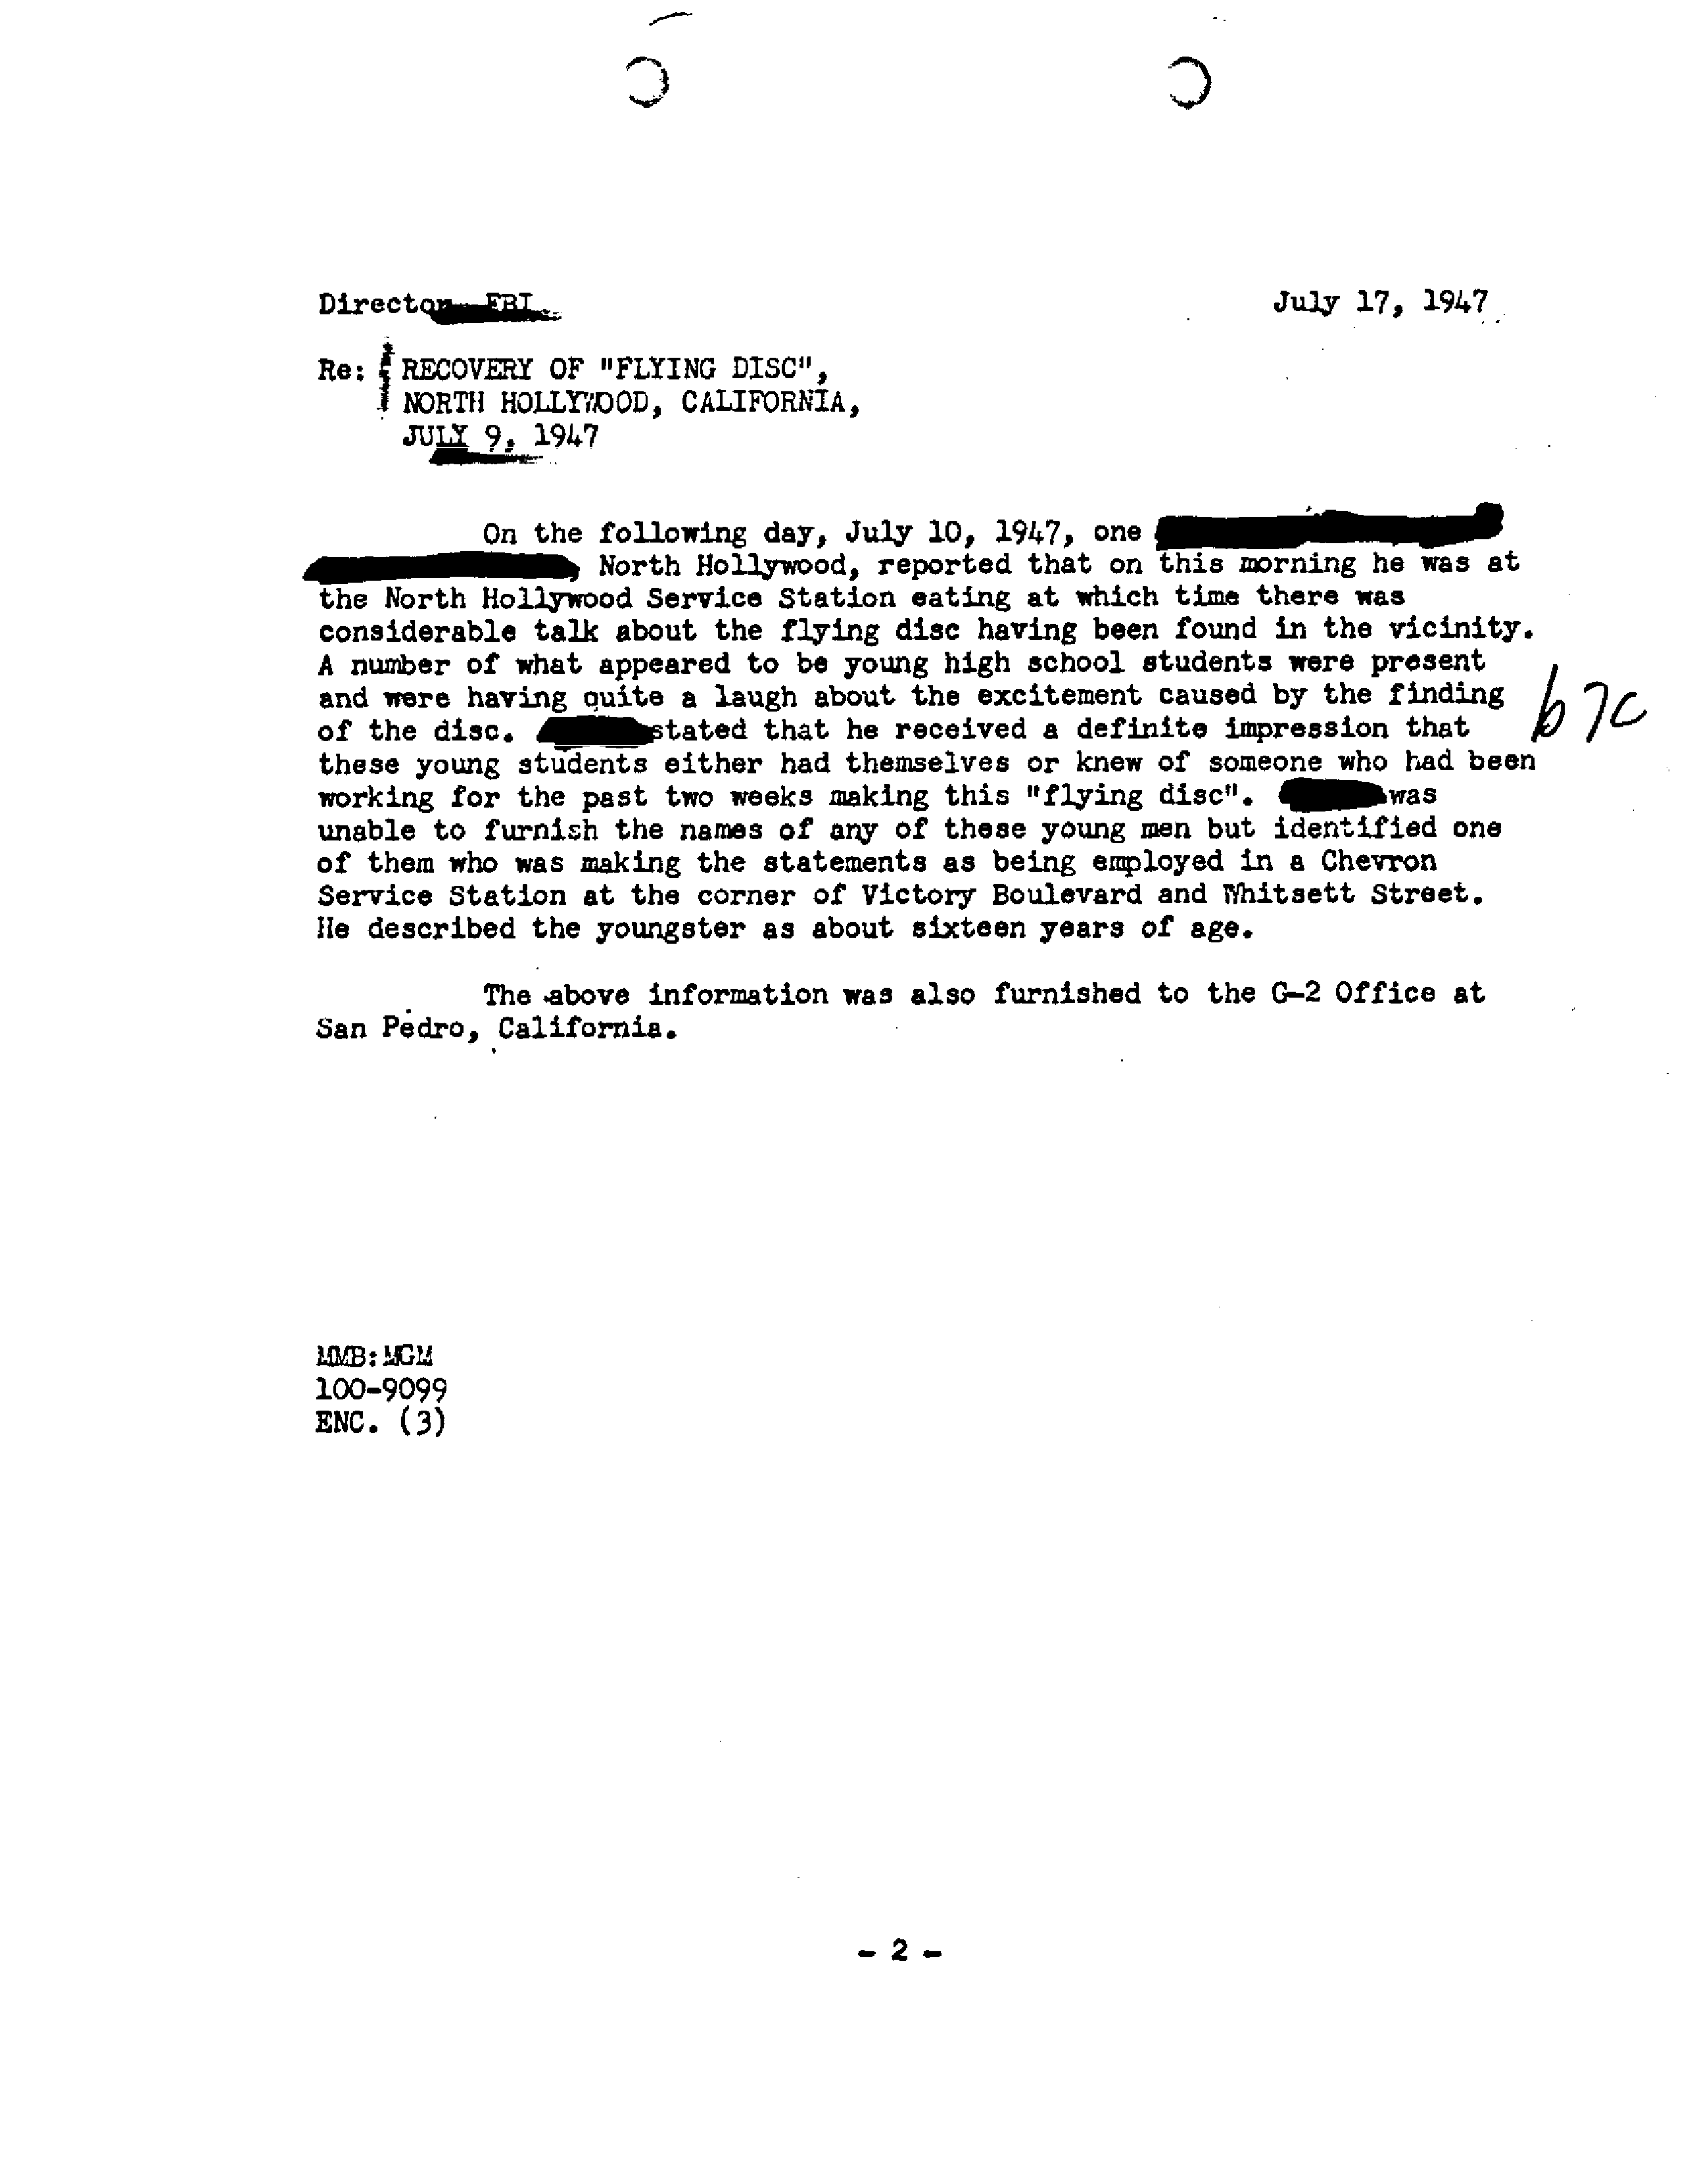 Director FBI
July 17, 1947
Re: RECOVERY OF "FLYING DISC",
NORTH HOLLYWOOD, CALIFORNIA,
JULY 9, 1947
On the following day, July 10, 1947, one
, North Hollywood, reported that on this morning he was at
the North Hollywood Service Station eating at which time there was
considerable talk about the flying disc having been found in the vicinity.
A number of what appeared to be young high school students were present
and were having quite a laugh about the excitement caused by the finding
of the disc. stated that he received a definite impression that
b7c
these young students either had themselves or knew of someone who had been
working for the past two weeks making this "flying disc". was
unable to furnish the names of any of these young men but identified one
of them who was making the statements as being employed in a Chevron
Service Station at the corner of Victory Boulevard and Whitsett Street.
He described the youngster as about sixteen years of age.
The above information was also furnished to the G-2 Office at
San Pedro, California.
MMB:MGM
100-9099
ENC. (3)
- 2 -